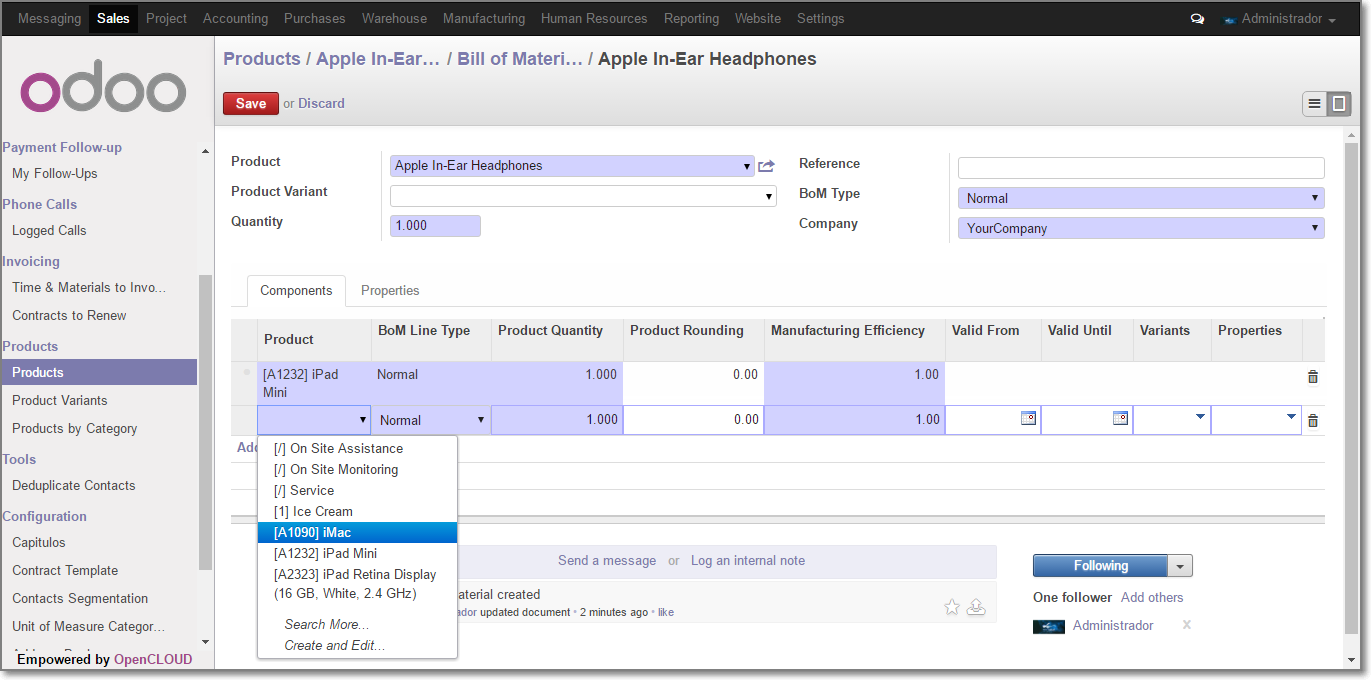 Messaging Sales Project Accounting Purchases Warehouse Manufacturing Human Resources Reporting Website Settings Administrador
odoo
Payment Follow-up
My Follow-Ups
Phone Calls
Logged Calls
Invoicing
Time & Materials to Invo...
Contracts to Renew
Products
Products
Product Variants
Products by Category
Tools
Deduplicate Contacts
Configuration
Capitulos
Contract Template
Contacts Segmentation
Unit of Measure Categor...
Empowered by OpenCLOUD
Products / Apple In-Ear... / Bill of Materi... / Apple In-Ear Headphones
Save or Discard
Product Apple In-Ear Headphones
Product Variant
Quantity 1.000
Reference
BoM Type Normal
Company YourCompany
Components Properties
Product BoM Line Type Product Quantity Product Rounding Manufacturing Efficiency Valid From Valid Until Variants Properties
[A1232] iPad Mini Normal 1.000 0.00 1.00
Normal 1.000 0.00 1.00
[/] On Site Assistance
[/] On Site Monitoring
[/] Service
[1] Ice Cream
[A1090] iMac
[A1232] iPad Mini
[A2323] iPad Retina Display
(16 GB, White, 2.4 GHz)
Search More...
Create and Edit...
Send a message or Log an internal note
aterial created
ador updated document • 2 minutes ago • like
Following
One follower Add others
Administrador x